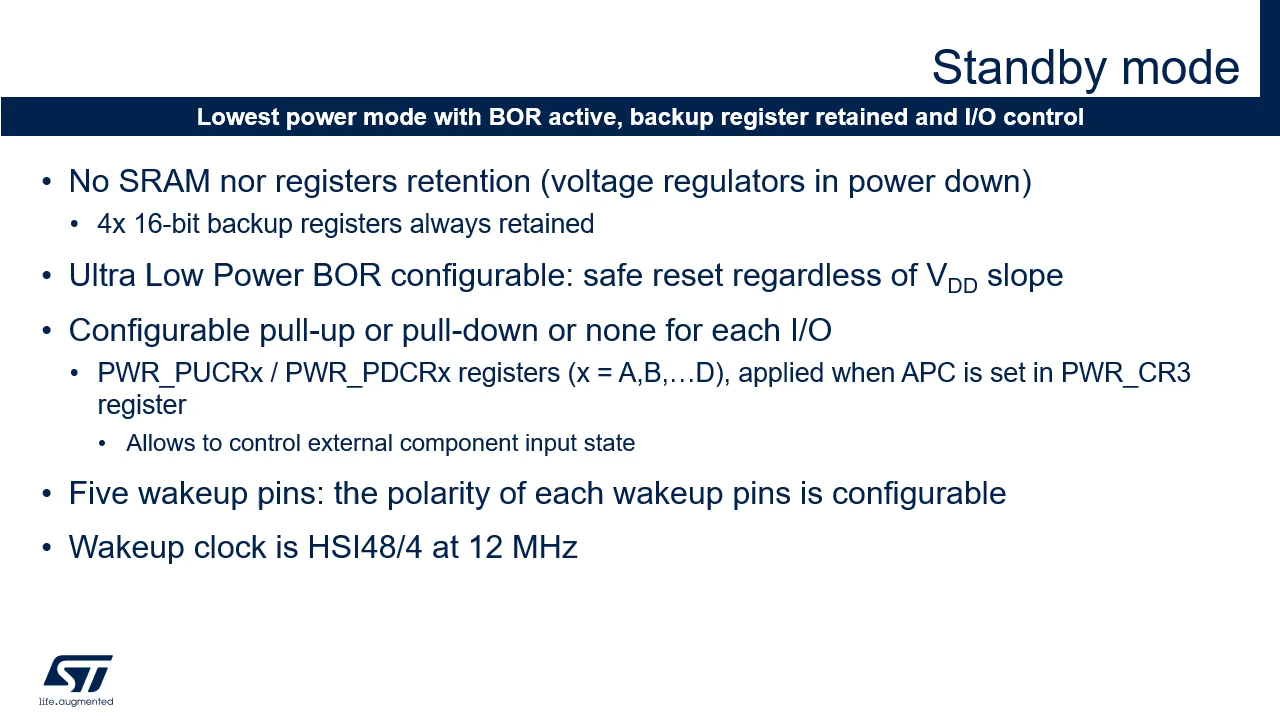 Standby mode
Lowest power mode with BOR active, backup register retained and I/O control
• No SRAM nor registers retention (voltage regulators in power down)
• 4x 16-bit backup registers always retained
• Ultra Low Power BOR configurable: safe reset regardless of VDD slope
• Configurable pull-up or pull-down or none for each I/O
• PWR_PUCRx / PWR_PDCRx registers (x = A,B,…D), applied when APC is set in PWR_CR3
register
• Allows to control external component input state
• Five wakeup pins: the polarity of each wakeup pins is configurable
• Wakeup clock is HSI48/4 at 12 MHz
ST
life.augmented